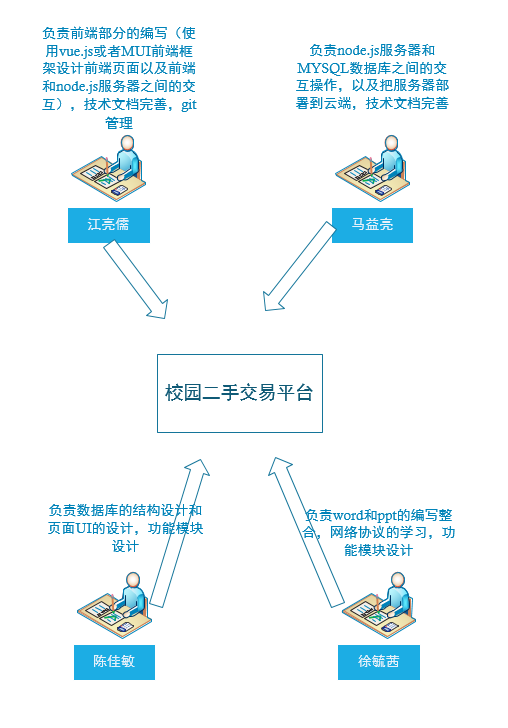 负责前端部分的编写（使
用vue.js或者MUI前端框
架设计前端页面以及前端
和node.js服务器之间的交
互），技术文档完善，git
管理
江亮儒
负责node.js服务器和
MYSQL数据库之间的交
互操作，以及把服务器部
署到云端，技术文档完善
马益亮
校园二手交易平台
负责数据库的结构设计和
页面UI的设计，功能模块
设计
陈佳敏
负责word和ppt的编写整
合，网络协议的学习，功
能模块设计
徐毓茜